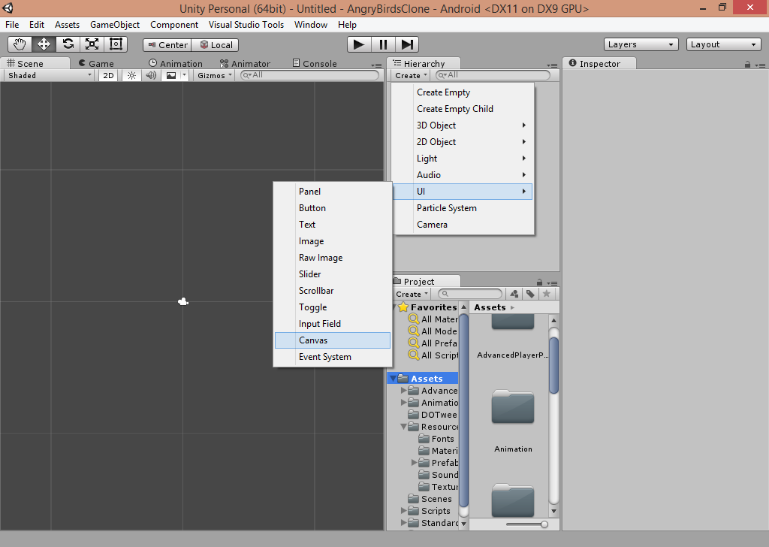 Unity Personal (64bit) - Untitled - AngryBirdsClone - Android <DX11 on DX9 GPU>
File Edit Assets GameObject Component Visual Studio Tools Window Help
Center Local Layers Layout
Scene Game Animation Animator Console Hierarchy Inspector
Shaded 2D Gizmos All Create All
Create Empty
Create Empty Child
3D Object
2D Object
Light
Audio
UI
Particle System
Camera
Panel
Button
Text
Image
Raw Image
Slider
Scrollbar
Toggle
Input Field
Canvas
Event System
Project
Create
Favorites
All Mater
All Mode
All Prefa
All Script
Assets
Advance
Animation
DOTwee
Resource
Fonts
Materi
Prefab
Sound
Textur
Scenes
Scripts
Standard
Assets
AdvancedPlayerP...
Animation